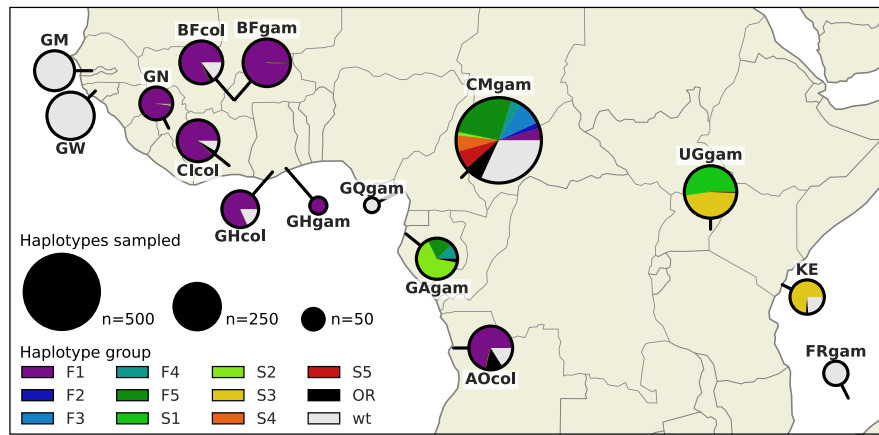 GM
BFcol
BFgam
GN
GW
CIcol
CMgam
UGgam
GQgam
GHcol
GHgam
GAgam
KE
AOcol
FRgam
Haplotypes sampled
n=500
n=250
n=50
Haplotype group
F1
F4
S2
S5
F2
F5
S3
OR
F3
S1
S4
wt